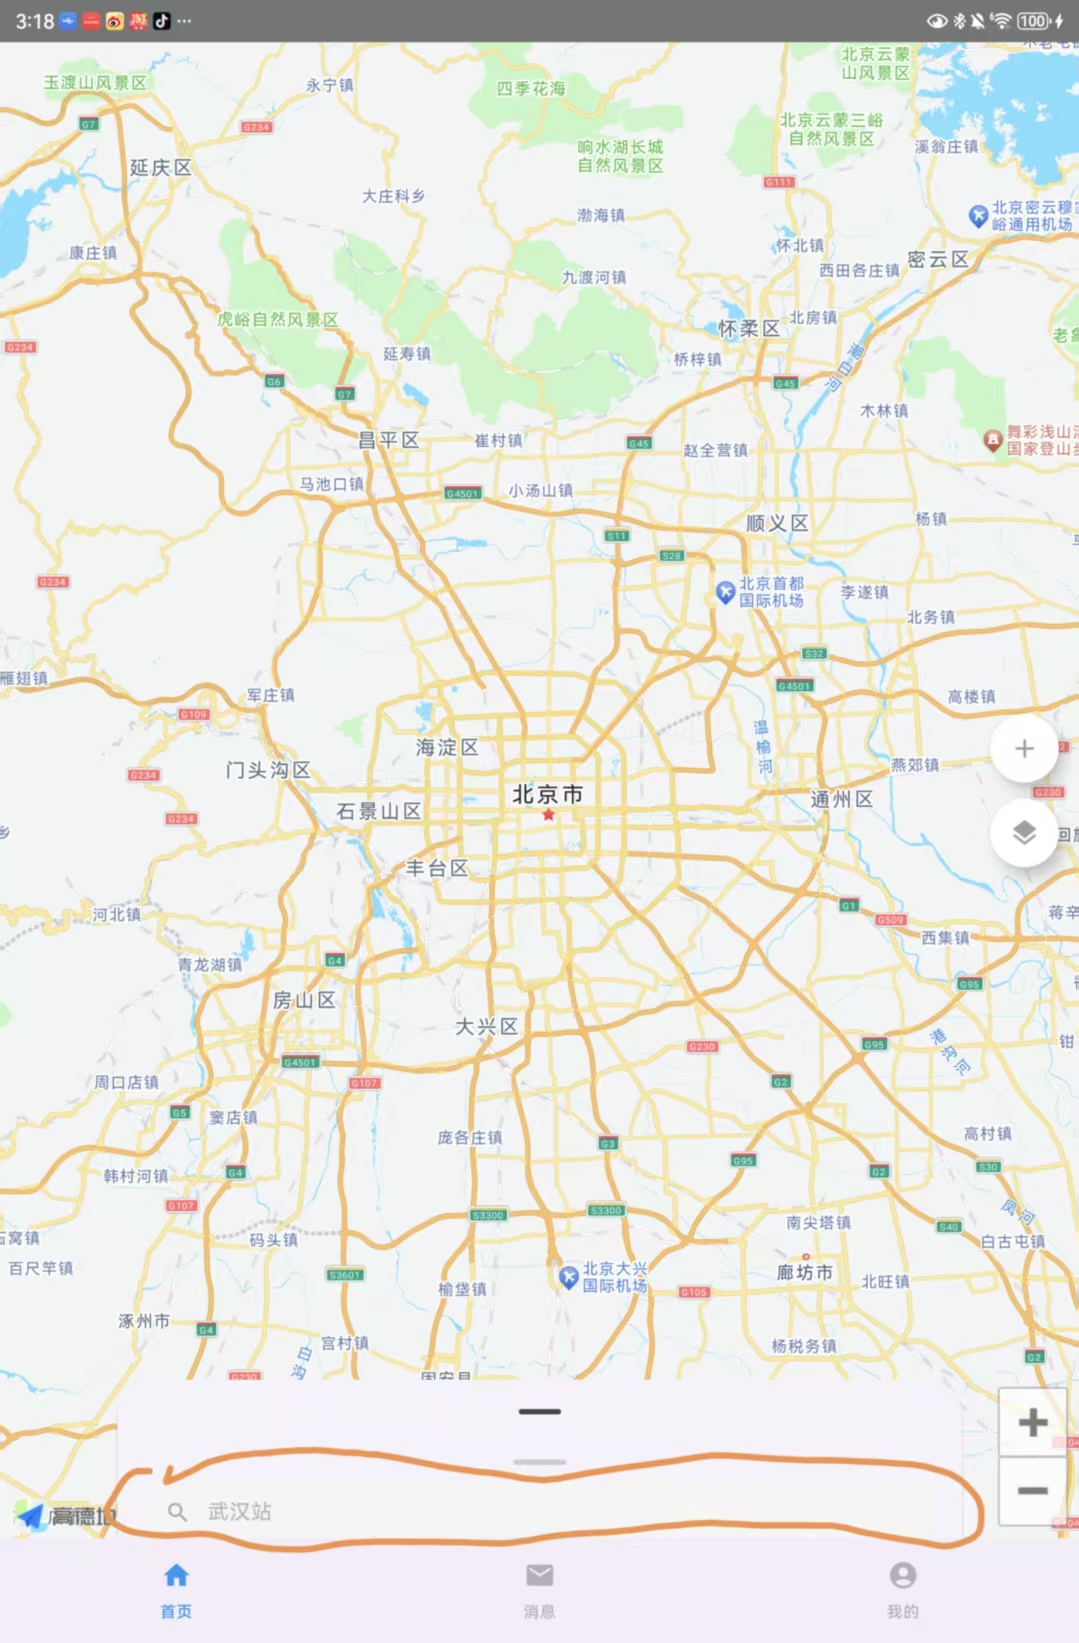 3:18
100
玉渡山风景区
永宁镇
四季花海
北京云蒙
山风景区
G7
G234
响水湖长城
自然风景区
北京云蒙三峪
自然风景区
溪翁庄镇
延庆区
大庄科乡
G111
渤海镇
北京密云穆
峪通用机场
康庄镇
怀北镇
密云区
九渡河镇
西田各庄镇
虎峪自然风景区
怀柔区
北房镇
G234
延寿镇
桥梓镇
潮白河
G6
G7
G45
木林镇
昌平区
崔村镇
G45
赵全营镇
舞彩浅山
国家登山
马池口镇
G4501
小汤山镇
顺义区
杨镇
S11
S28
G234
北京首都
国际机场
李遂镇
北务镇
S32
雁翅镇
军庄镇
G4501
高楼镇
G109
温榆河
海淀区
门头沟区
G234
燕郊镇
北京市
通州区
G230
石景山区
G234
丰台区
河北镇
G1
G509
西集镇
青龙湖镇
G4
G95
房山区
大兴区
G230
G95
港沟河
G4501
周口店镇
G107
G2
G5
窦店镇
庞各庄镇
G3
高村镇
G95
韩村河镇
G4
G2
S30
G107
S3300
S3300
南尖塔镇
凤河
码头镇
S40
白古屯镇
百尺竿镇
S3601
北京大兴
国际机场
廊坊市
北旺镇
榆垡镇
G105
涿州市
G4
宫村镇
杨税务镇
G2
固安县
G230
武汉站
高德地
首页
消息
我的